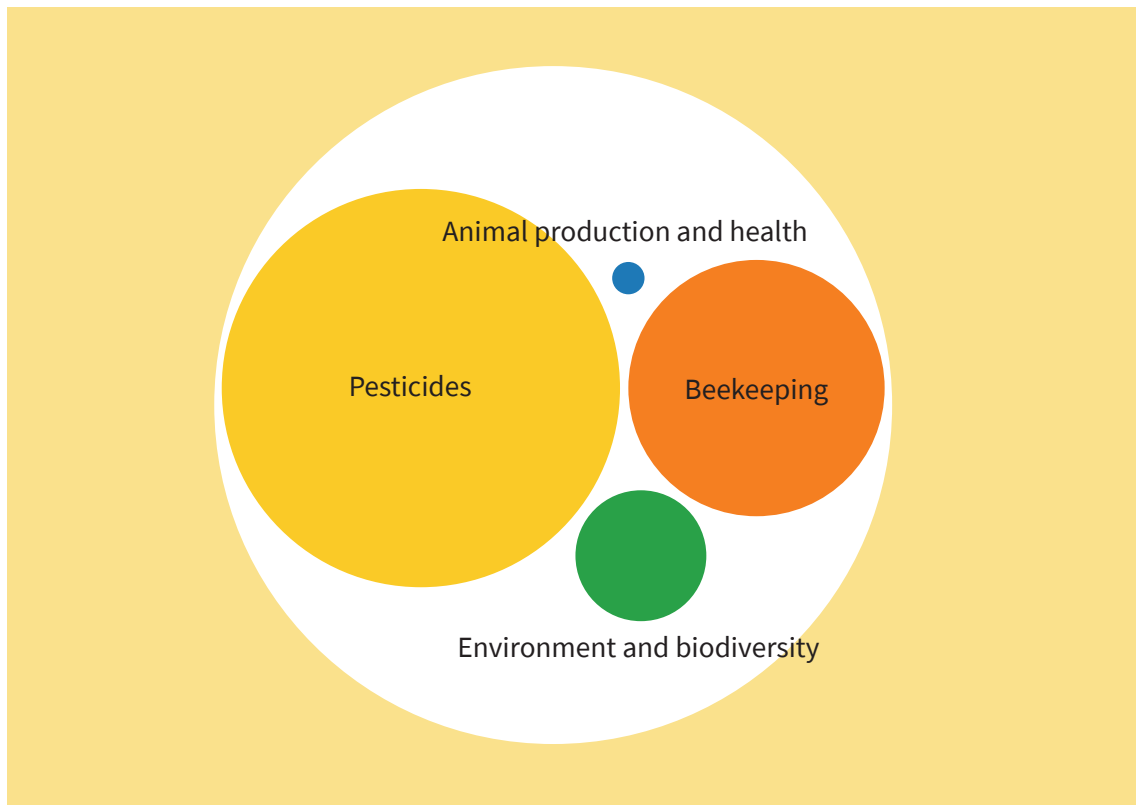 Animal production and health
Pesticides
Beekeeping
Environment and biodiversity